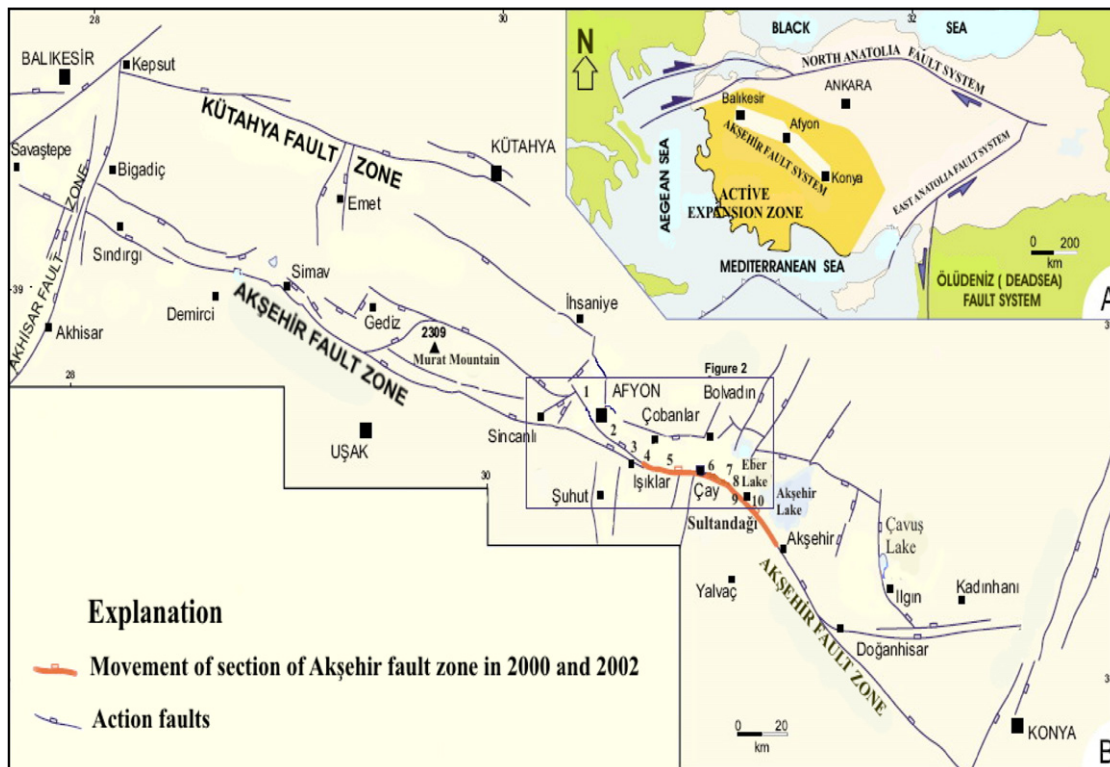 28
30
BALIKESİR
Kepsut
KÜTAHYA FAULT ZONE
KÜTAHYA
Savaştepe
Bigadiç
Emet
Sındırgı
AKHİSAR FAULT ZONE
39
Simav
Demirci
Gediz
İhsaniye
Akhisar
AKŞEHİR FAULT ZONE
2309
Murat Mountain
28
UŞAK
30
Figure 2
Bolvadın
1
AFYON
2
Çobanlar
Sincanlı
3
4
5
6
7
8
9
10
Eber
Lake
Işıklar
Çay
Şuhut
Akşehir
Lake
Sultandağı
Çavuş
Lake
Akşehir
Yalvaç
Ilgın
Kadınhanı
AKŞEHİR FAULT ZONE
Doğanhisar
KONYA
0 20
km
B
Explanation
Movement of section of Akşehir fault zone in 2000 and 2002
Action faults
32
N
BLACK SEA
NORTH ANATOLIA FAULT SYSTEM
ANKARA
Balıkesir
Afyon
AKŞEHİR FAULT SYSTEM
Konya
AEGEAN SEA
ACTIVE
EXPANSION ZONE
EAST ANATOLIA FAULT SYSTEM
MEDITERRANEAN SEA
0 200
km
ÖLÜDENİZ ( DEADSEA)
FAULT SYSTEM